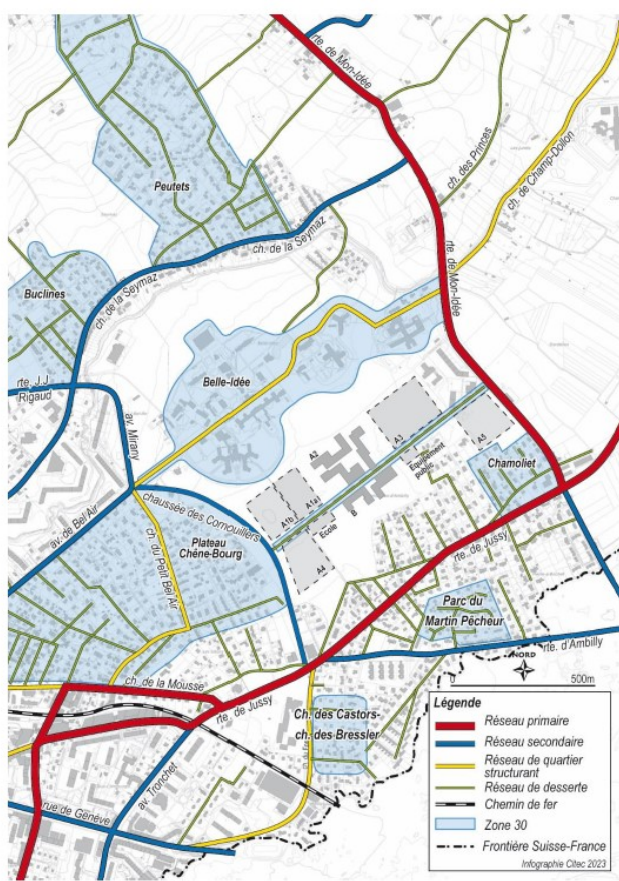 rte. de Mon-Idée
ch. des Princes
ch. de Champ-Dollon
Peutets
ch. de la Seymaz
ch. de la Seymaz
rte. de Mon-Idée
Buclines
rte. J.J
Rigaud
av. Mirany
Belle-Idée
A3
A5
A2
Equipement
public
Chamoliet
chaussée des Cornouillers
A1b
A1a
Ecole
B
A4
av. de Bel Air
ch. du Petit Bel Air
Plateau
Chêne-Bourg
rte. de Jussy
Parc du
Martin Pêcheur
rte. d'Ambilly
NORD
0
500m
ch. de la Mousse
rte. de Jussy
Ch. des Castors-
ch. des Bressler
av. Tronchet
rue de Genève
Légende
Réseau primaire
Réseau secondaire
Réseau de quartier
structurant
Réseau de desserte
Chemin de fer
Zone 30
Frontière Suisse-France
Infographie Citec 2023